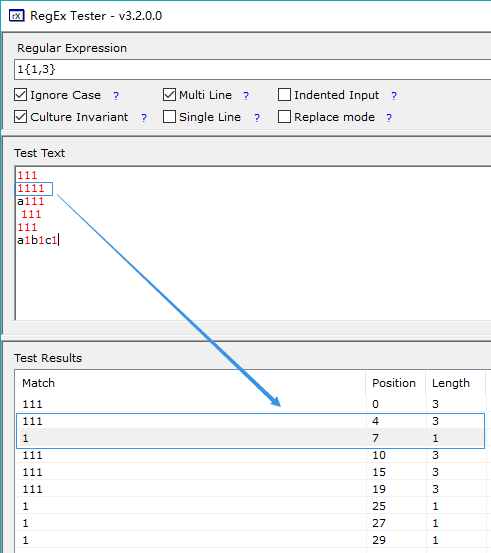 rX RegEx Tester - v3.2.0.0
Regular Expression
1{1,3}
Ignore Case ? Multi Line ? Indented Input ?
Culture Invariant ? Single Line ? Replace mode ?
Test Text
111
1111
a111
111
111
a1b1c1
Test Results
Match Position Length
111 0 3
111 4 3
1 7 1
111 10 3
111 15 3
111 19 3
1 25 1
1 27 1
1 29 1